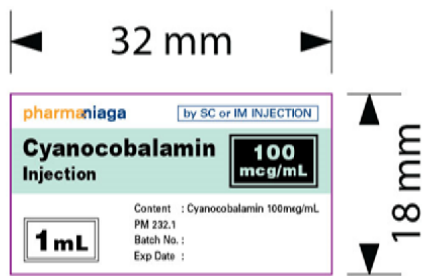 32 mm
pharmaniaga
by SC or IM INJECTION
Cyanocobalamin
Injection
100
mcg/mL
Content : Cyanocobalamin 100mcg/mL
PM 232.1
Batch No. :
Exp Date :
1 mL
18 mm